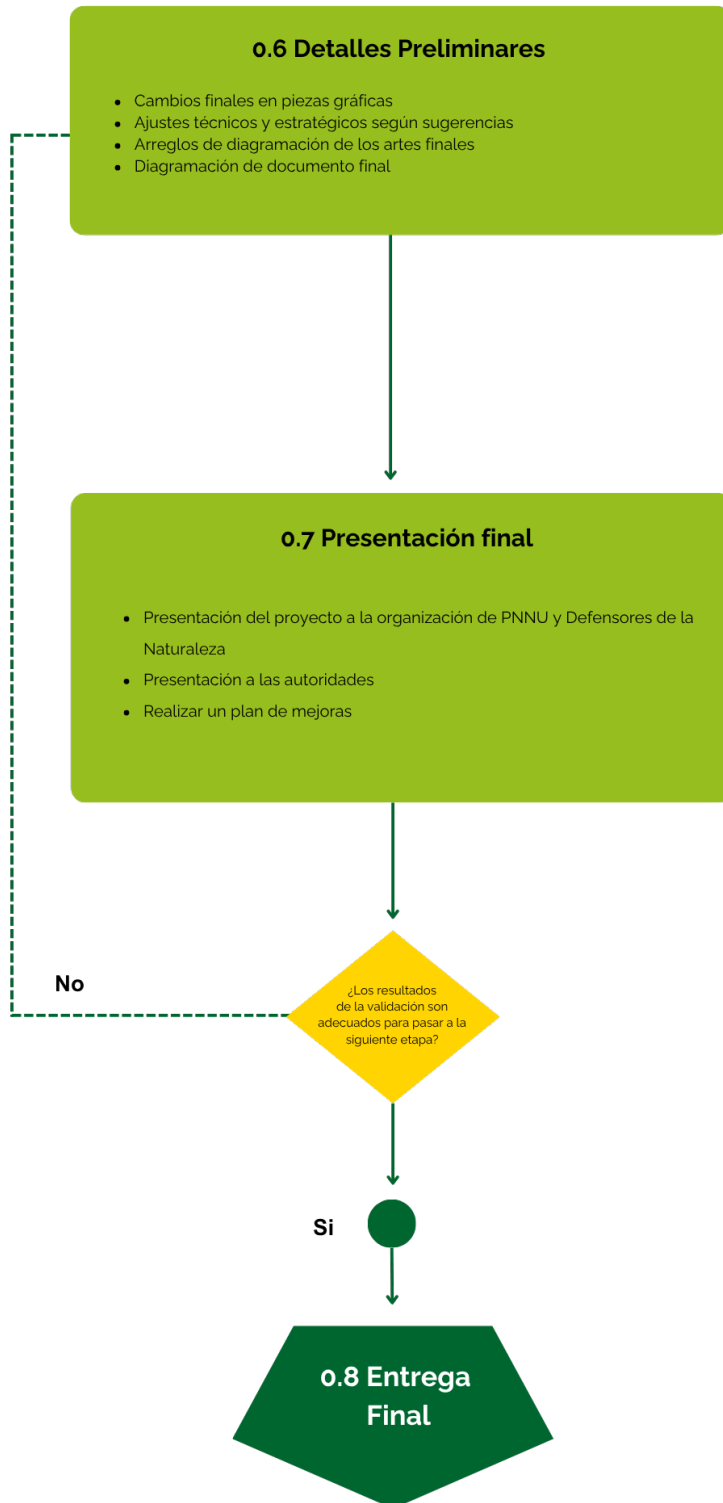 0.6 Detalles Preliminares
• Cambios finales en piezas gráficas
• Ajustes técnicos y estratégicos según sugerencias
• Arreglos de diagramación de los artes finales
• Diagramación de documento final
0.7 Presentación final
• Presentación del proyecto a la organización de PNNU y Defensores de la
Naturaleza
• Presentación a las autoridades
• Realizar un plan de mejoras
No
¿Los resultados
de la validación son
adecuados para pasar a la
siguiente etapa?
Si
0.8 Entrega
Final